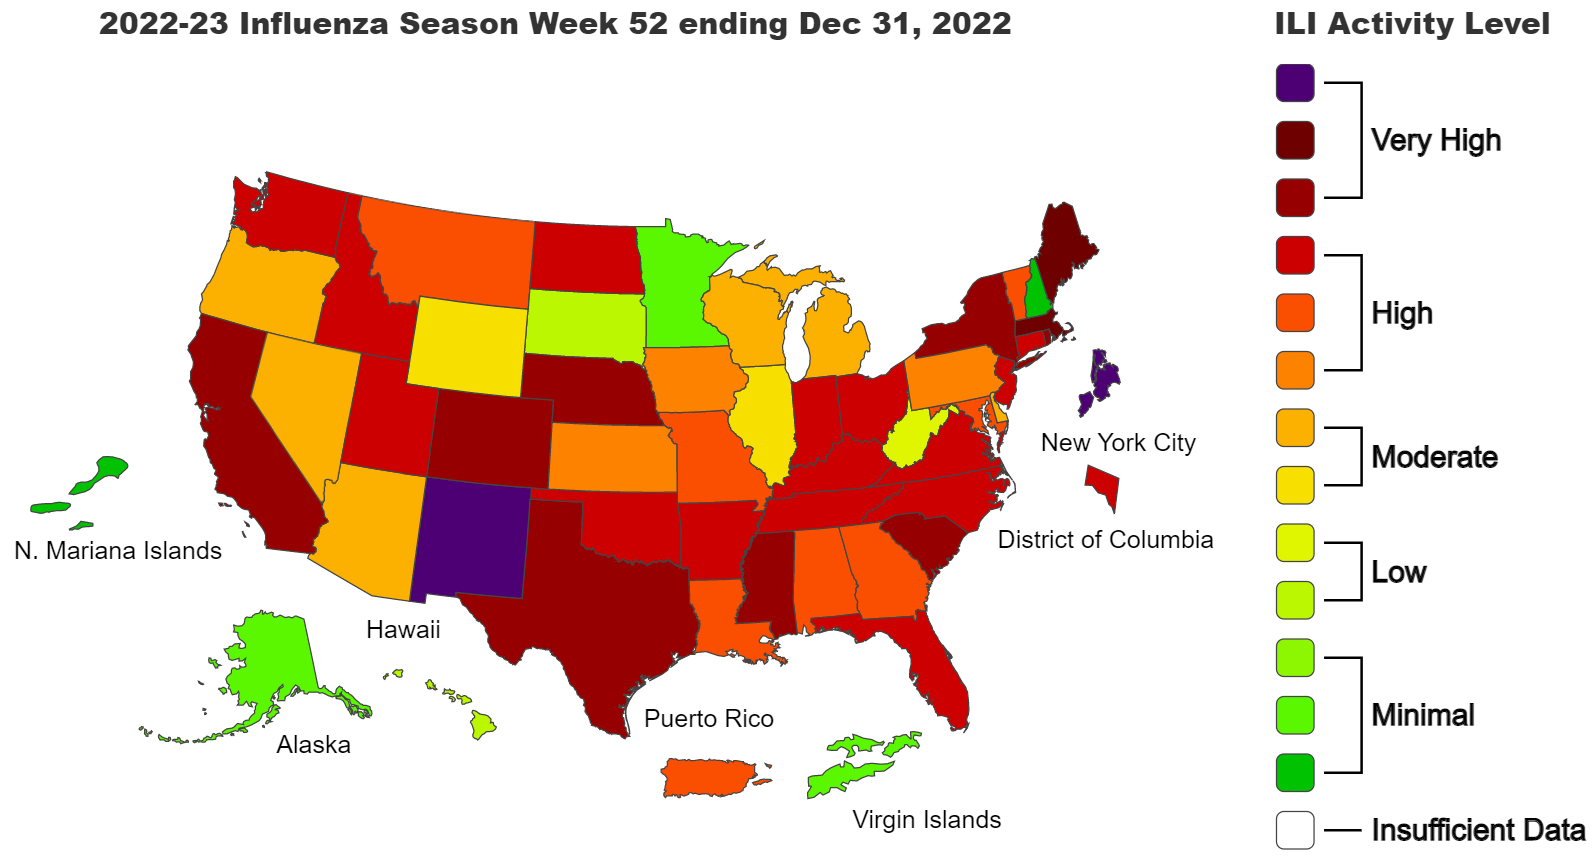 2022-23 Influenza Season Week 52 ending Dec 31, 2022
ILI Activity Level
Very High
High
Moderate
Low
Minimal
Insufficient Data
New York City
District of Columbia
N. Mariana Islands
Hawaii
Alaska
Puerto Rico
Virgin Islands